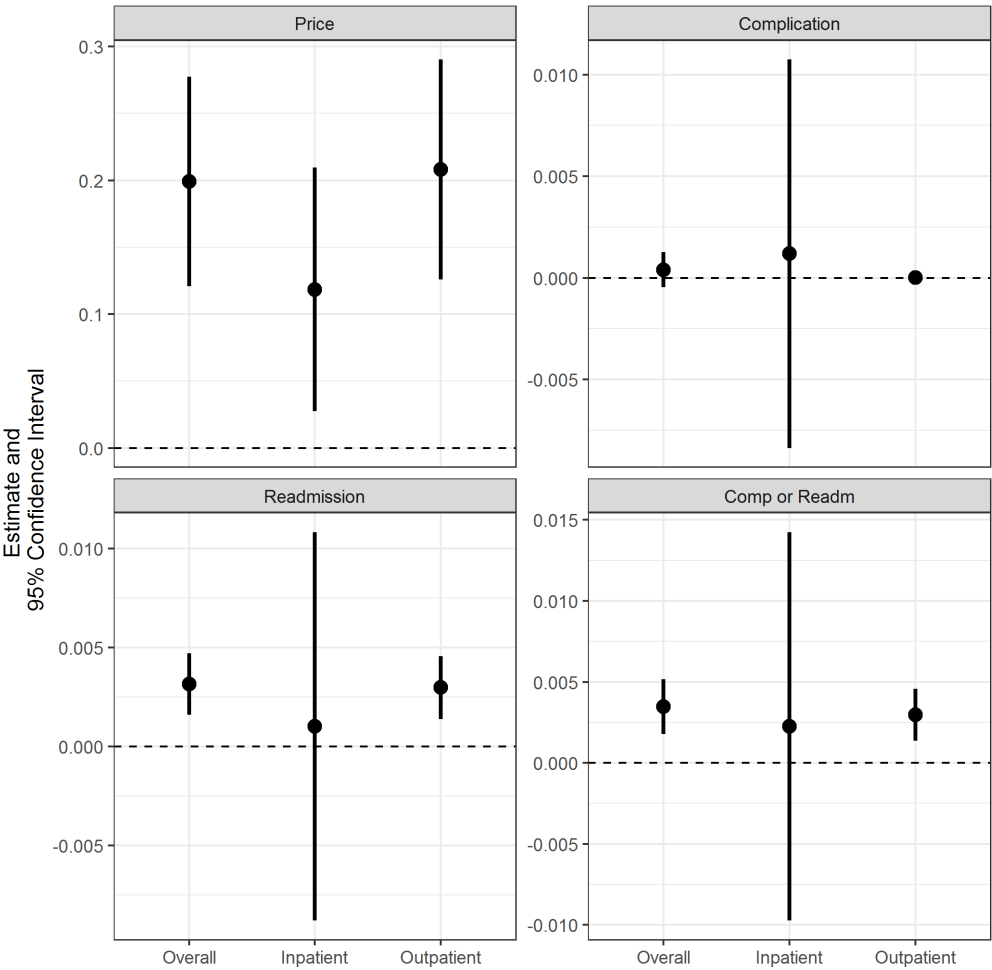 Price
Complication
0.3
0.2
0.1
0.0
0.010
0.005
0.000
-0.005
Estimate and
95% Confidence Interval
Readmission
Comp or Readm
0.010
0.005
0.000
-0.005
0.015
0.010
0.005
0.000
-0.005
-0.010
Overall
Inpatient
Outpatient
Overall
Inpatient
Outpatient